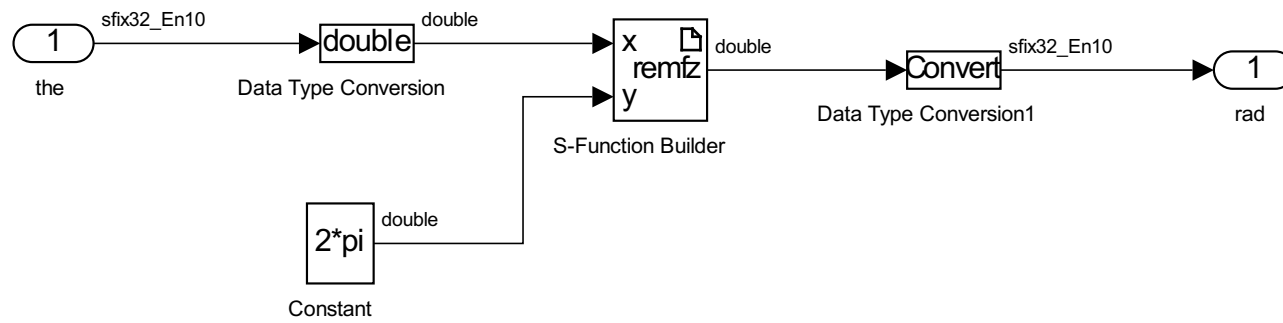 sfix32_En10
1
the
double
Data Type Conversion
double
x
remfz
y
S-Function Builder
double
Convert
Data Type Conversion1
sfix32_En10
1
rad
2*pi
Constant
double